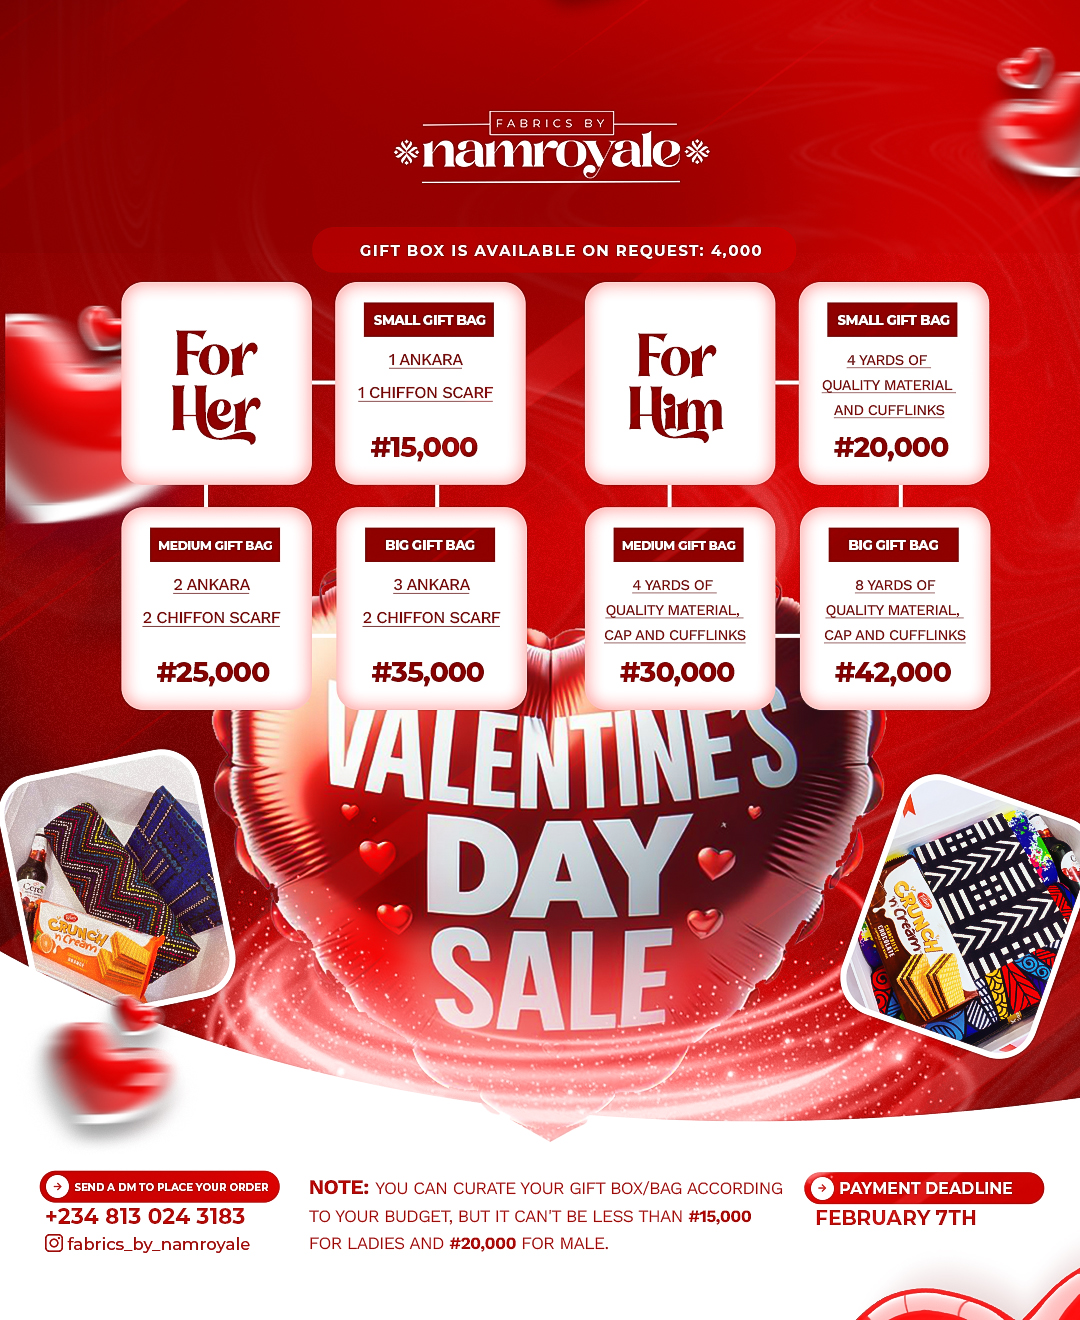 FABRICS BY
namroyale
GIFT BOX IS AVAILABLE ON REQUEST: 4,000
For
Her
SMALL GIFT BAG
1 ANKARA
1 CHIFFON SCARF
#15,000
For
Him
SMALL GIFT BAG
4 YARDS OF
QUALITY MATERIAL
AND CUFFLINKS
#20,000
MEDIUM GIFT BAG
2 ANKARA
2 CHIFFON SCARF
#25,000
BIG GIFT BAG
3 ANKARA
2 CHIFFON SCARF
#35,000
MEDIUM GIFT BAG
4 YARDS OF
QUALITY MATERIAL,
CAP AND CUFFLINKS
#30,000
BIG GIFT BAG
8 YARDS OF
QUALITY MATERIAL,
CAP AND CUFFLINKS
#42,000
VALENTINE'S
DAY
SALE
CRUNCH
'n Cream
ORANGE
CRUNCH
'n Cream
CHOCOLATE
SEND A DM TO PLACE YOUR ORDER
+234 813 024 3183
fabrics_by_namroyale
NOTE: YOU CAN CURATE YOUR GIFT BOX/BAG ACCORDING
TO YOUR BUDGET, BUT IT CAN'T BE LESS THAN #15,000
FOR LADIES AND #20,000 FOR MALE.
PAYMENT DEADLINE
FEBRUARY 7TH